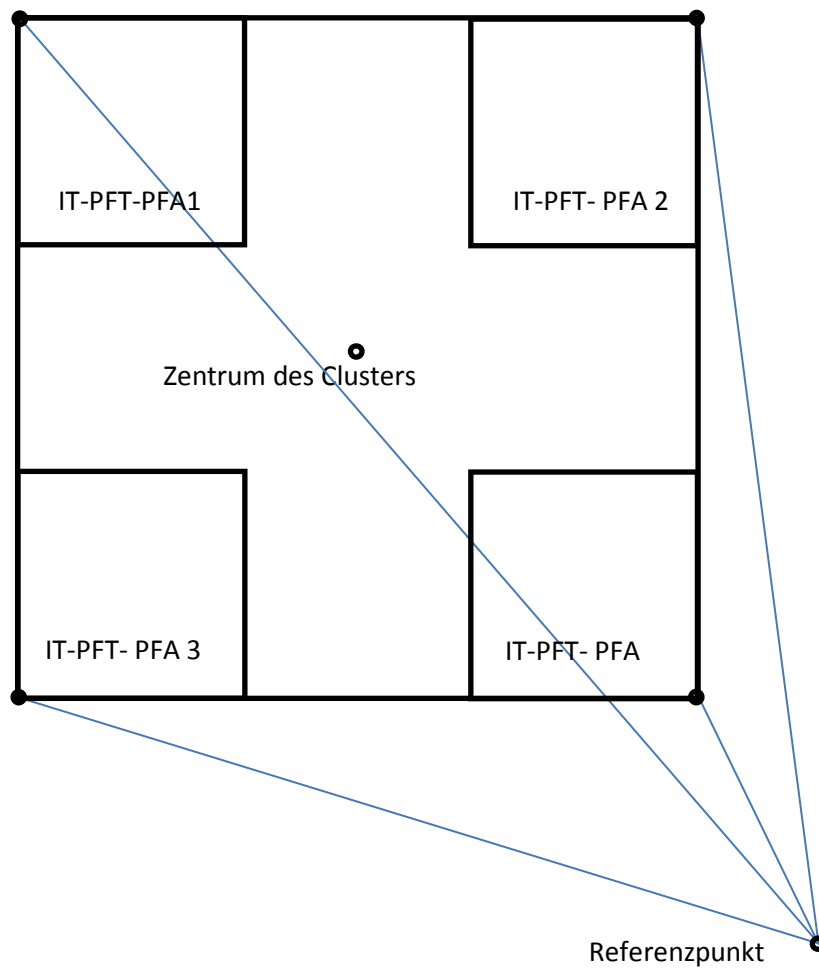 IT-PFT-PFA1
IT-PFT- PFA 2
Zentrum des Clusters
IT-PFT- PFA 3
IT-PFT- PFA
Referenzpunkt